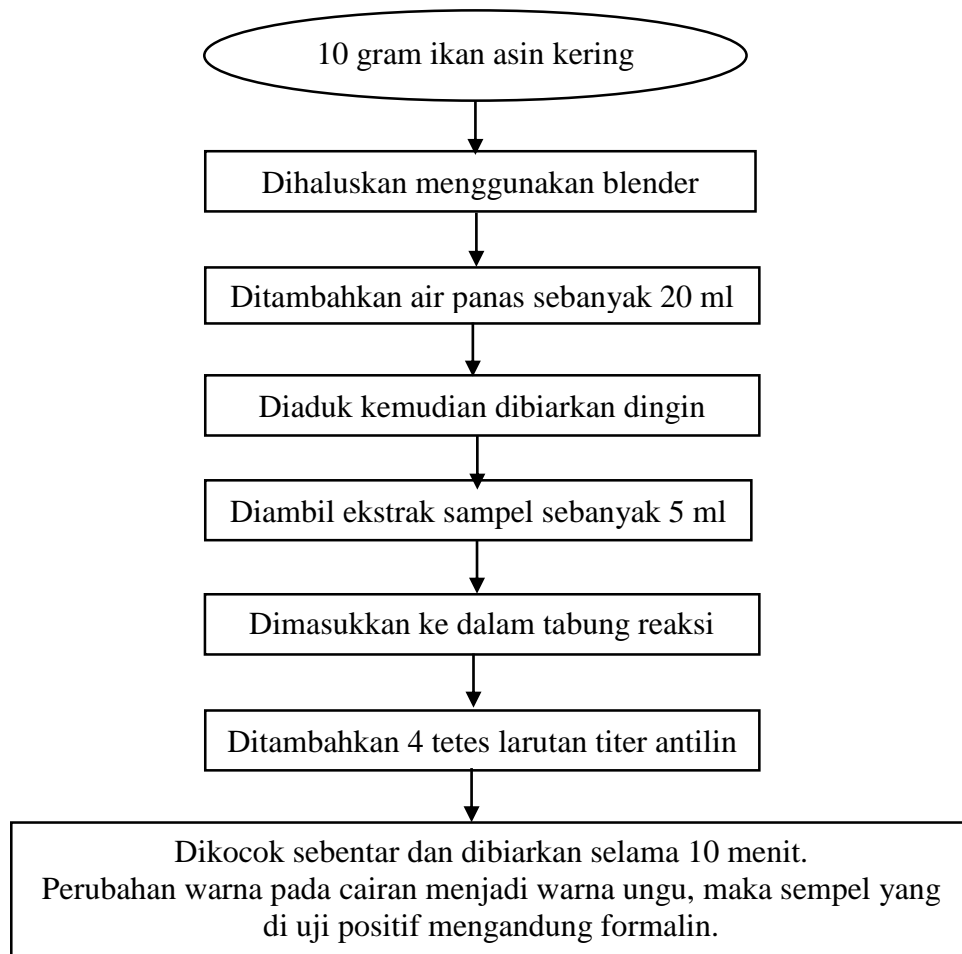 10 gram ikan asin kering
Dihaluskan menggunakan blender
Ditambahkan air panas sebanyak 20 ml
Diaduk kemudian dibiarkan dingin
Diambil ekstrak sampel sebanyak 5 ml
Dimasukkan ke dalam tabung reaksi
Ditambahkan 4 tetes larutan titer antilin
Dikocok sebentar dan dibiarkan selama 10 menit.
Perubahan warna pada cairan menjadi warna ungu, maka sempel yang
di uji positif mengandung formalin.